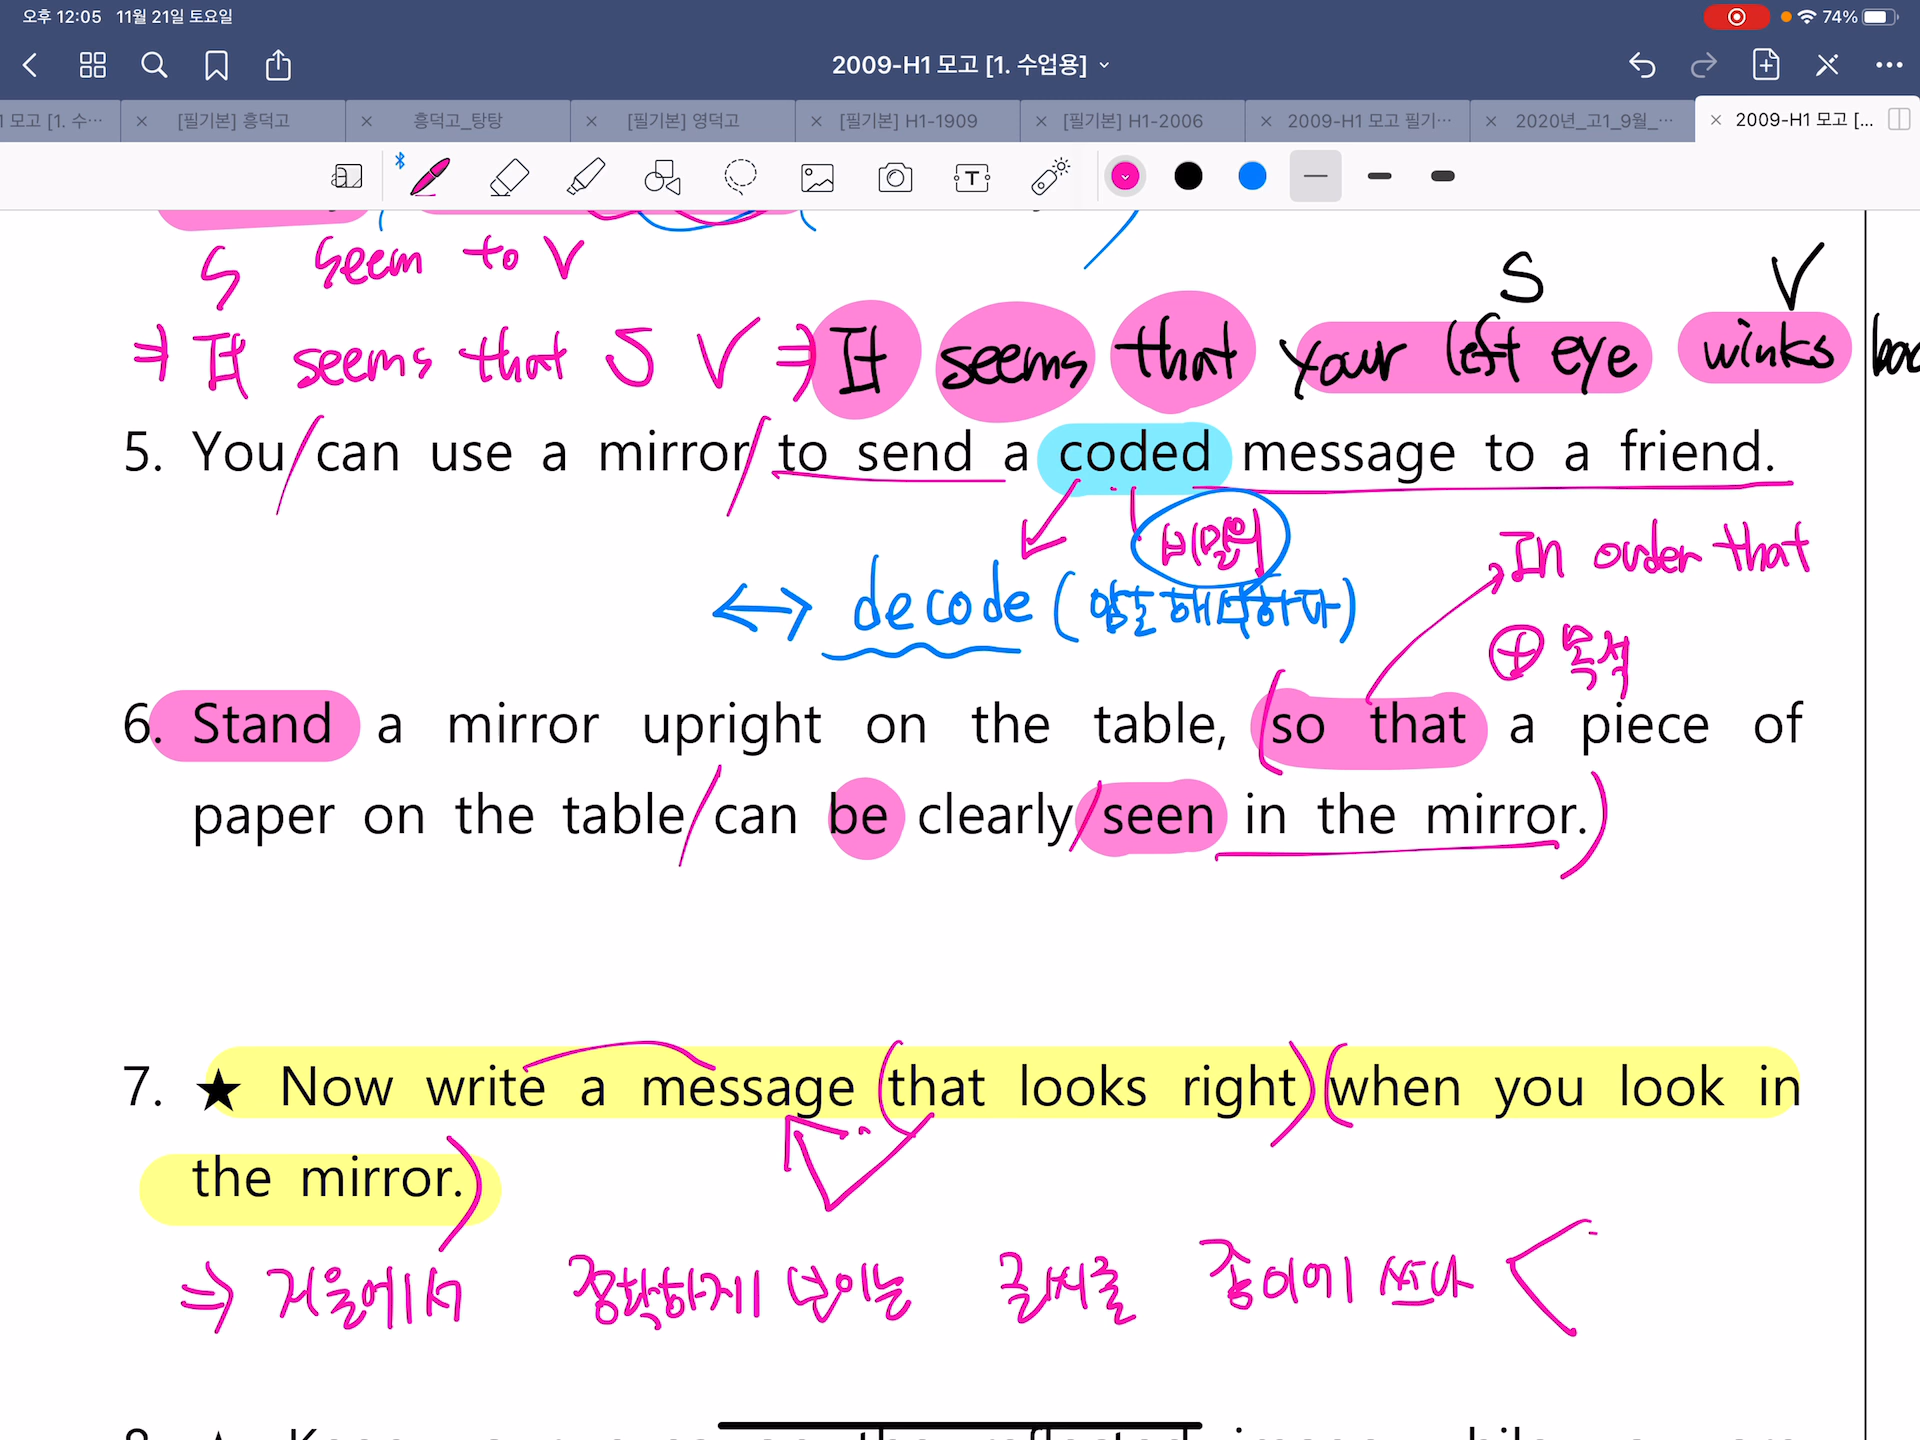 오후 12:05 11월 21일 토요일 74%
2009-H1 모고 [1. 수업용]
모고 [1. 수… [필기본] 흥덕고 흥덕고_탕탕 [필기본] 영덕고 [필기본] H1-1909 [필기본] H1-2006 2009-H1 모고 필기… 2020년_고1_9월_… 2009-H1 모고 [...
S seem to V
S V
⇒ It seems that S V ⇒ It seems that your left eye winks
5. You can use a mirror to send a coded message to a friend.
비밀의
In order that
↔ decode (암호 해독하다)
⊕ 목적
6. Stand a mirror upright on the table, so that a piece of
paper on the table can be clearly seen in the mirror.
7. ★ Now write a message that looks right when you look in
the mirror.
⇒ 거울에서 정확하게 보이는 글씨를 종이에 쓰다